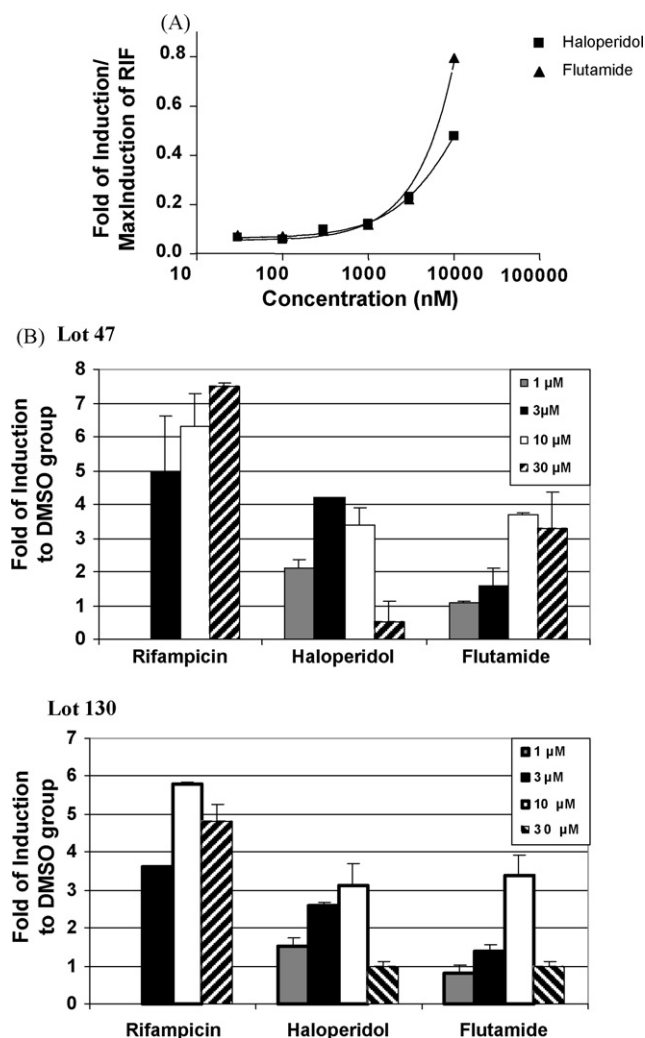 (A)
Fold of Induction/
MaxInduction of RIF
0.8
0.6
0.4
0.2
0.0
10 100 1000 10000 100000
Concentration (nM)
Haloperidol
Flutamide
(B) Lot 47
Fold of Induction
to DMSO group
8
7
6
5
4
3
2
1
0
1 µM
3µM
10 µM
30 µM
Rifampicin Haloperidol Flutamide
Lot 130
Fold of Induction
to DMSO group
7
6
5
4
3
2
1
0
1 µM
3 µM
10 µM
30 µM
Rifampicin Haloperidol Flutamide